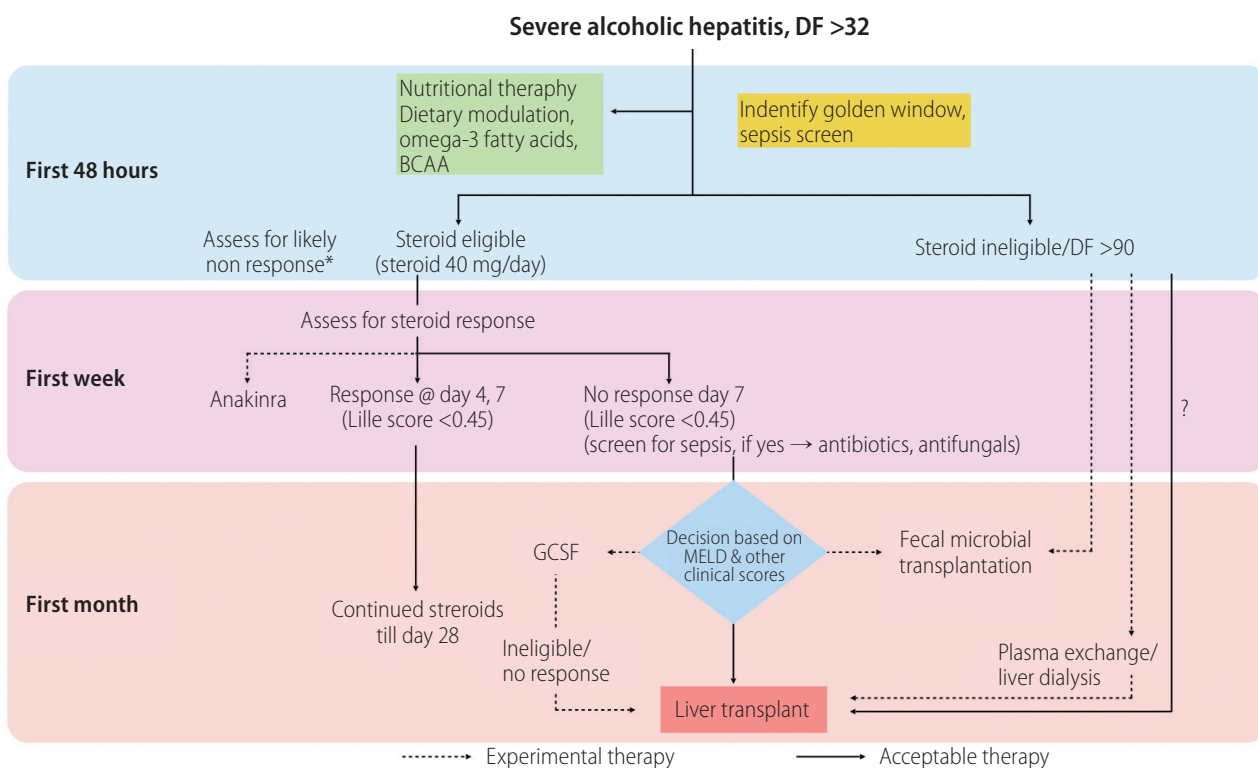 Severe alcoholic hepatitis, DF >32
First 48 hours
Nutritional theraphy
Dietary modulation,
omega-3 fatty acids,
BCAA
Indentify golden window,
sepsis screen
Assess for likely
non response*
Steroid eligible
(steroid 40 mg/day)
Steroid ineligible/DF >90
First week
Assess for steroid response
Anakinra
Response @ day 4, 7
(Lille score <0.45)
No response day 7
(Lille score <0.45)
(screen for sepsis, if yes → antibiotics, antifungals)
?
First month
Continued streroids
till day 28
GCSF
Ineligible/
no response
Decision based on
MELD & other
clinical scores
Fecal microbial
transplantation
Plasma exchange/
liver dialysis
Liver transplant
Experimental therapy
Acceptable therapy